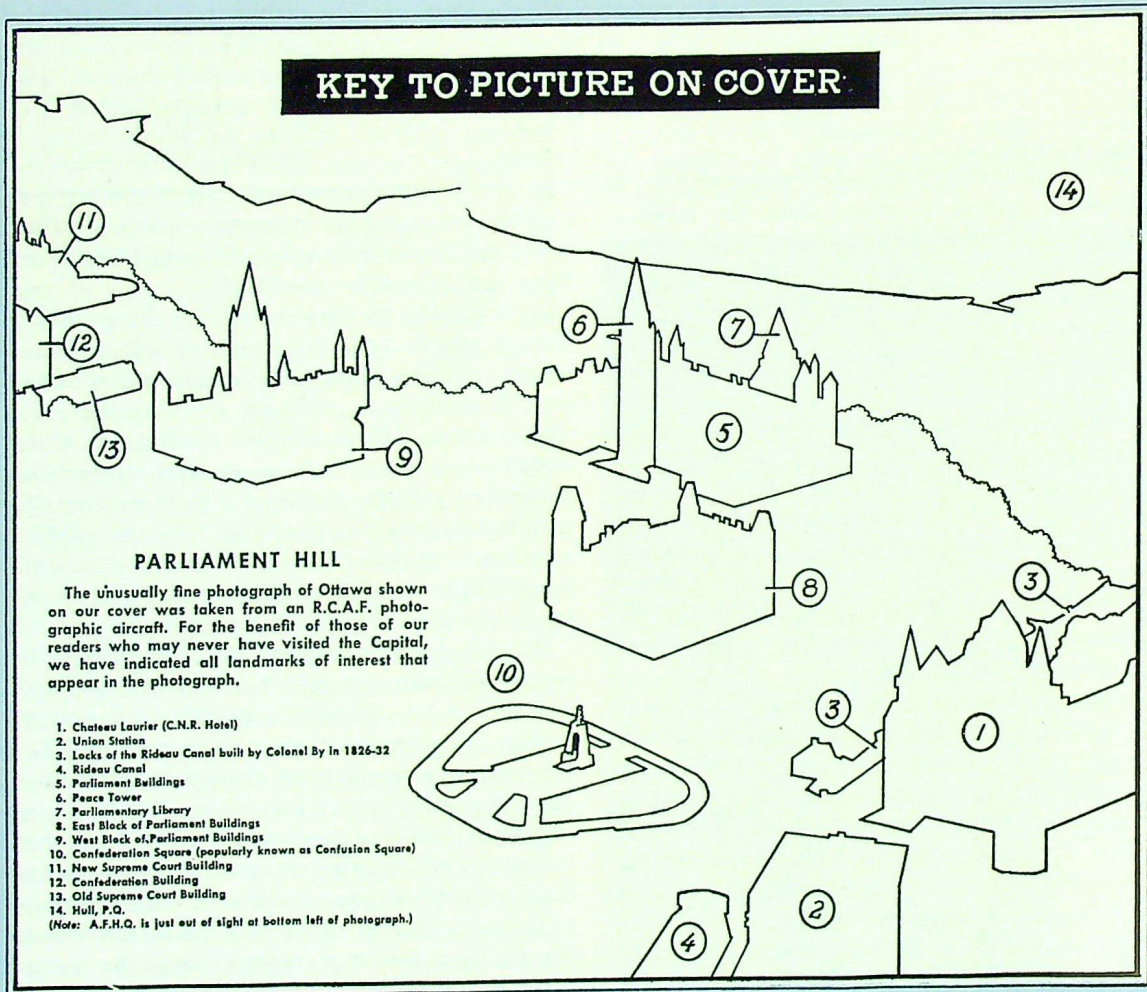 KEY TO PICTURE ON COVER
14
11
12
6
7
13
9
5
8
3
PARLIAMENT HILL
The unusually fine photograph of Ottawa shown
on our cover was taken from an R.C.A.F. photo-
graphic aircraft. For the benefit of those of our
readers who may never have visited the Capital,
we have indicated all landmarks of interest that
appear in the photograph.
10
3
1
1. Chateau Laurier (C.N.R. Hotel)
2. Union Station
3. Locks of the Rideau Canal built by Colonel By in 1826-32
4. Rideau Canal
5. Parliament Buildings
6. Peace Tower
7. Parliamentary Library
8. East Block of Parliament Buildings
9. West Block of Parliament Buildings
10. Confederation Square (popularly known as Confusion Square)
11. New Supreme Court Building
12. Confederation Building
13. Old Supreme Court Building
14. Hull, P.Q.
(Note: A.F.H.Q. is just out of sight at bottom left of photograph.)
2
4